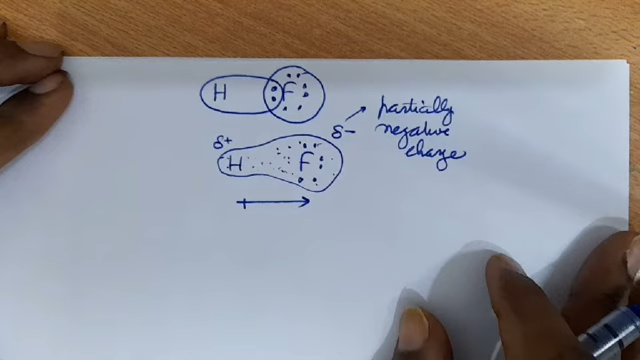 H F
δ- partially
negative
charge
δ+
H F